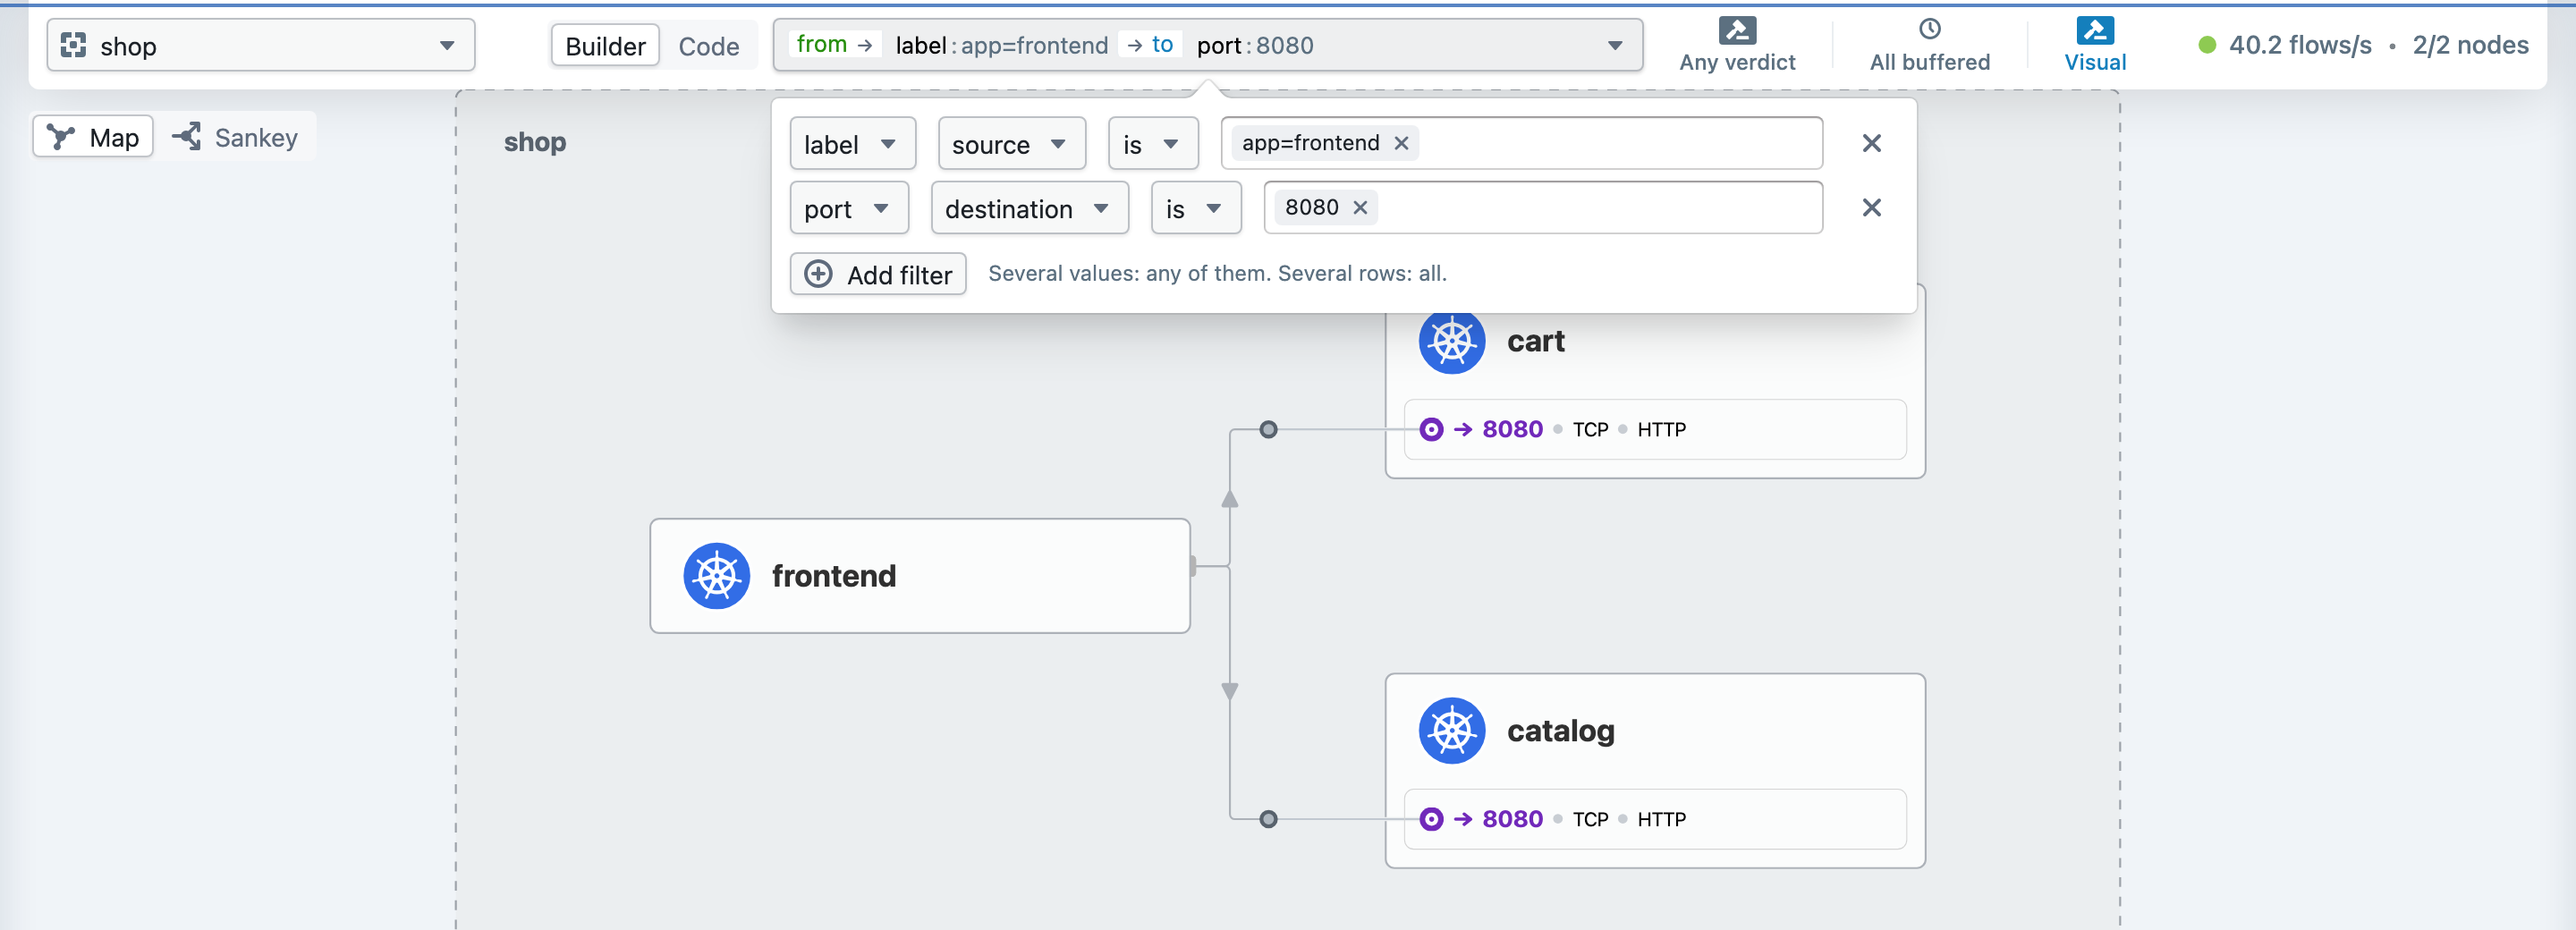 shop
Builder Code
from → label:app=frontend → to port:8080
Any verdict
All buffered
Visual
40.2 flows/s • 2/2 nodes
Map Sankey
shop
label source is app=frontend
port destination is 8080
Add filter Several values: any of them. Several rows: all.
cart
→ 8080 • TCP • HTTP
frontend
catalog
→ 8080 • TCP • HTTP